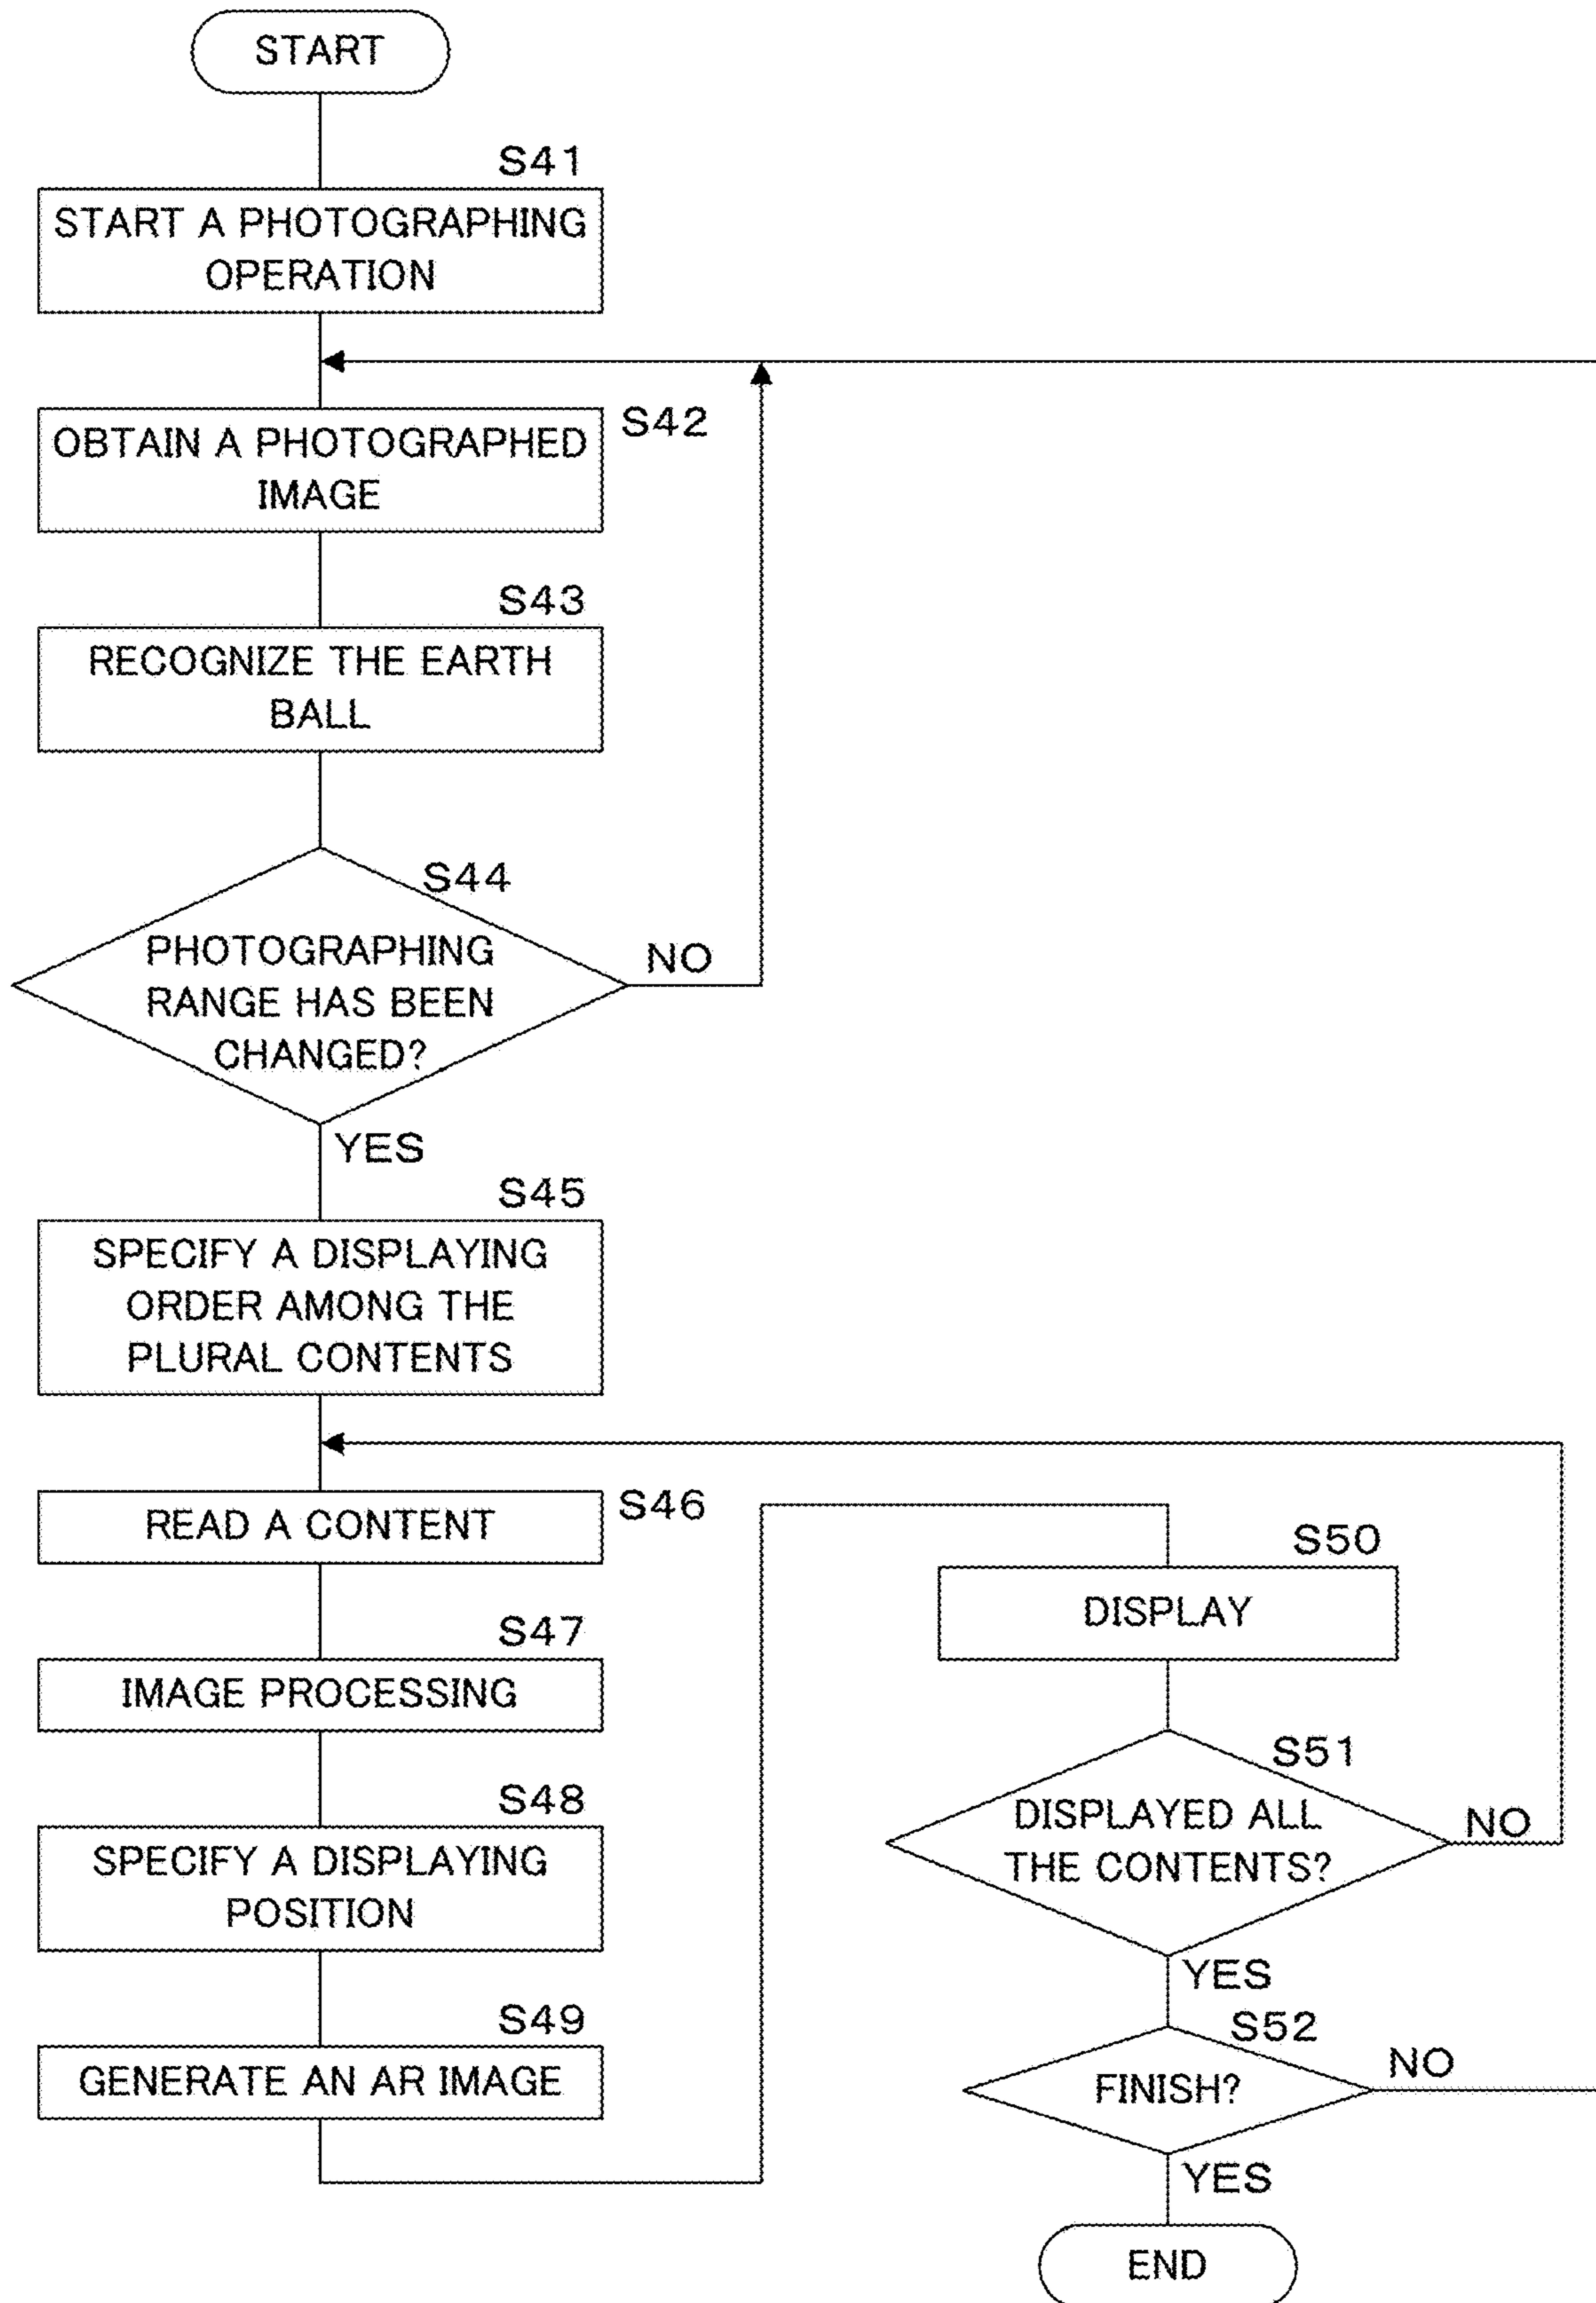 START
S41
START A PHOTOGRAPHING
OPERATION
S42
OBTAIN A PHOTOGRAPHED
IMAGE
S43
RECOGNIZE THE EARTH
BALL
S44
PHOTOGRAPHING
RANGE HAS BEEN
CHANGED?
NO
YES
S45
SPECIFY A DISPLAYING
ORDER AMONG THE
PLURAL CONTENTS
S46
READ A CONTENT
S47
IMAGE PROCESSING
S48
SPECIFY A DISPLAYING
POSITION
S49
GENERATE AN AR IMAGE
S50
DISPLAY
S51
DISPLAYED ALL
THE CONTENTS?
NO
YES
S52
FINISH?
NO
YES
END